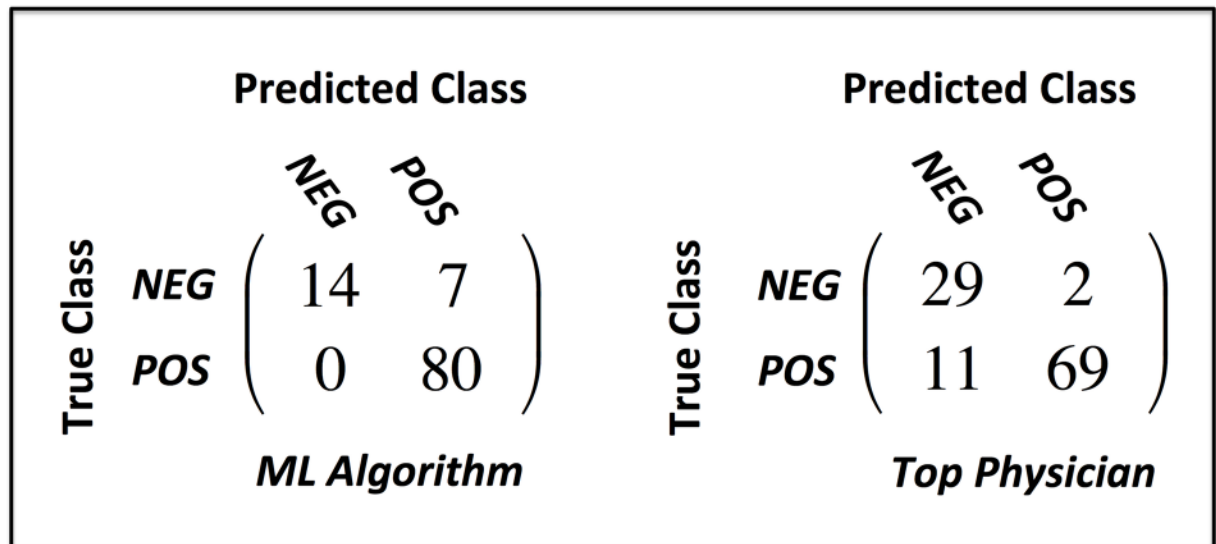 Predicted Class Predicted Class
NEG POS NEG POS
True Class NEG 14 7 True Class NEG 29 2
POS 0 80 POS 11 69
ML Algorithm Top Physician